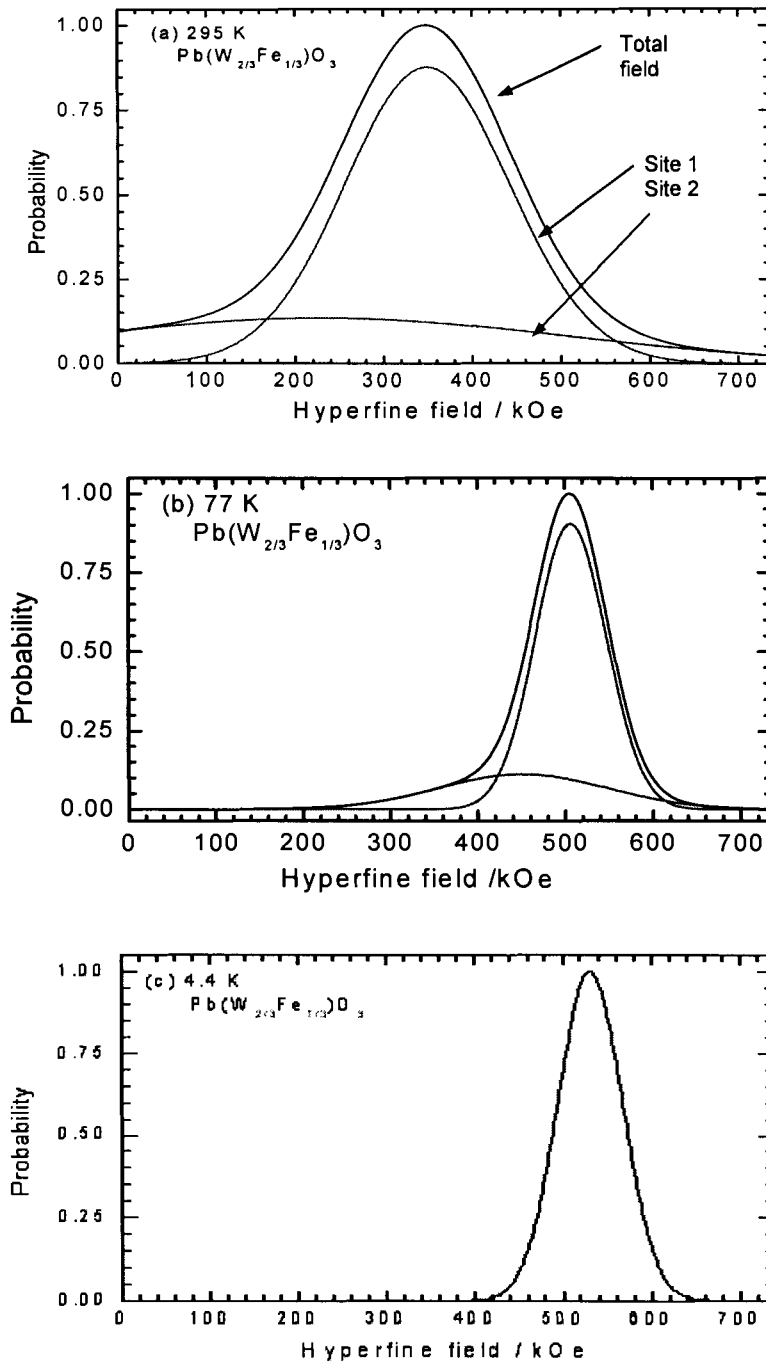 (a) 295 K
Pb(W2/3Fe1/3)O3
Total
field
Site 1
Site 2
Probability
1.00
0.75
0.50
0.25
0.00
0 100 200 300 400 500 600 700
Hyperfine field / kOe
(b) 77 K
Pb(W2/3Fe1/3)O3
Probability
1.00
0.75
0.50
0.25
0.00
0 100 200 300 400 500 600 700
Hyperfine field /kOe
(c) 4.4 K
Pb(W2/3Fe1/3)O3
Probability
1.00
0.75
0.50
0.25
0.00
0 100 200 300 400 500 600 700
Hyperfine field / kOe